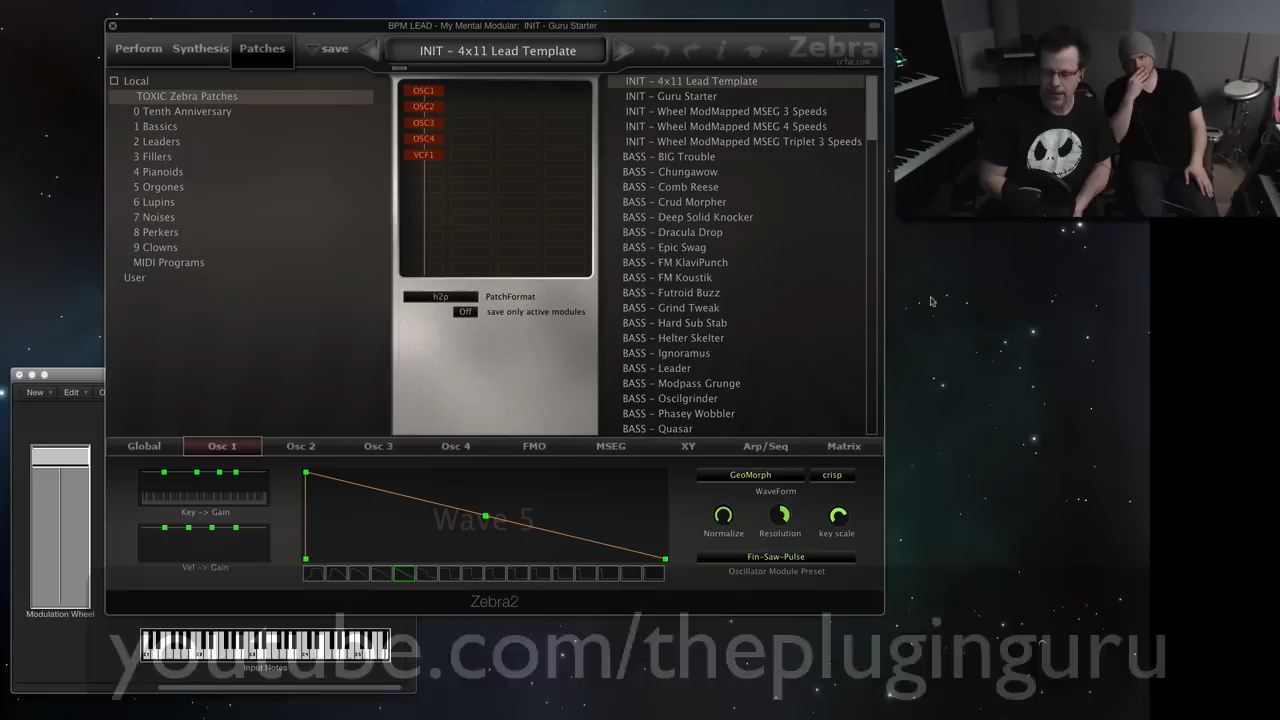 BPM LEAD - My Mental Modular: INIT - Guru Starter
Perform Synthesis Patches save INIT - 4x11 Lead Template Zebra
u-he.com
Local
TOXIC Zebra Patches
0 Tenth Anniversary
1 Bassics
2 Leaders
3 Fillers
4 Pianoids
5 Orgones
6 Lupins
7 Noises
8 Perkers
9 Clowns
MIDI Programs
User
OSC1
OSC2
OSC3
OSC4
VCF1
h2p PatchFormat
Off save only active modules
INIT - 4x11 Lead Template
INIT - Guru Starter
INIT - Wheel ModMapped MSEG 3 Speeds
INIT - Wheel ModMapped MSEG 4 Speeds
INIT - Wheel ModMapped MSEG Triplet 3 Speeds
BASS - BIG Trouble
BASS - Chungawow
BASS - Comb Reese
BASS - Crud Morpher
BASS - Deep Solid Knocker
BASS - Dracula Drop
BASS - Epic Swag
BASS - FM KlaviPunch
BASS - FM Koustik
BASS - Futroid Buzz
BASS - Grind Tweak
BASS - Hard Sub Stab
BASS - Helter Skelter
BASS - Ignoramus
BASS - Leader
BASS - Modpass Grunge
BASS - Oscilgrinder
BASS - Phasey Wobbler
BASS - Quasar
Global Osc 1 Osc 2 Osc 3 Osc 4 FMO MSEG XY Arp/Seq Matrix
Key -> Gain
Vel -> Gain
Wave 5
GeoMorph crisp
WaveForm
Normalize Resolution key scale
Fin-Saw-Pulse
Oscillator Module Preset
Zebra2
New Edit
Modulation Wheel
Input Notes
youtube.com/thepluginguru